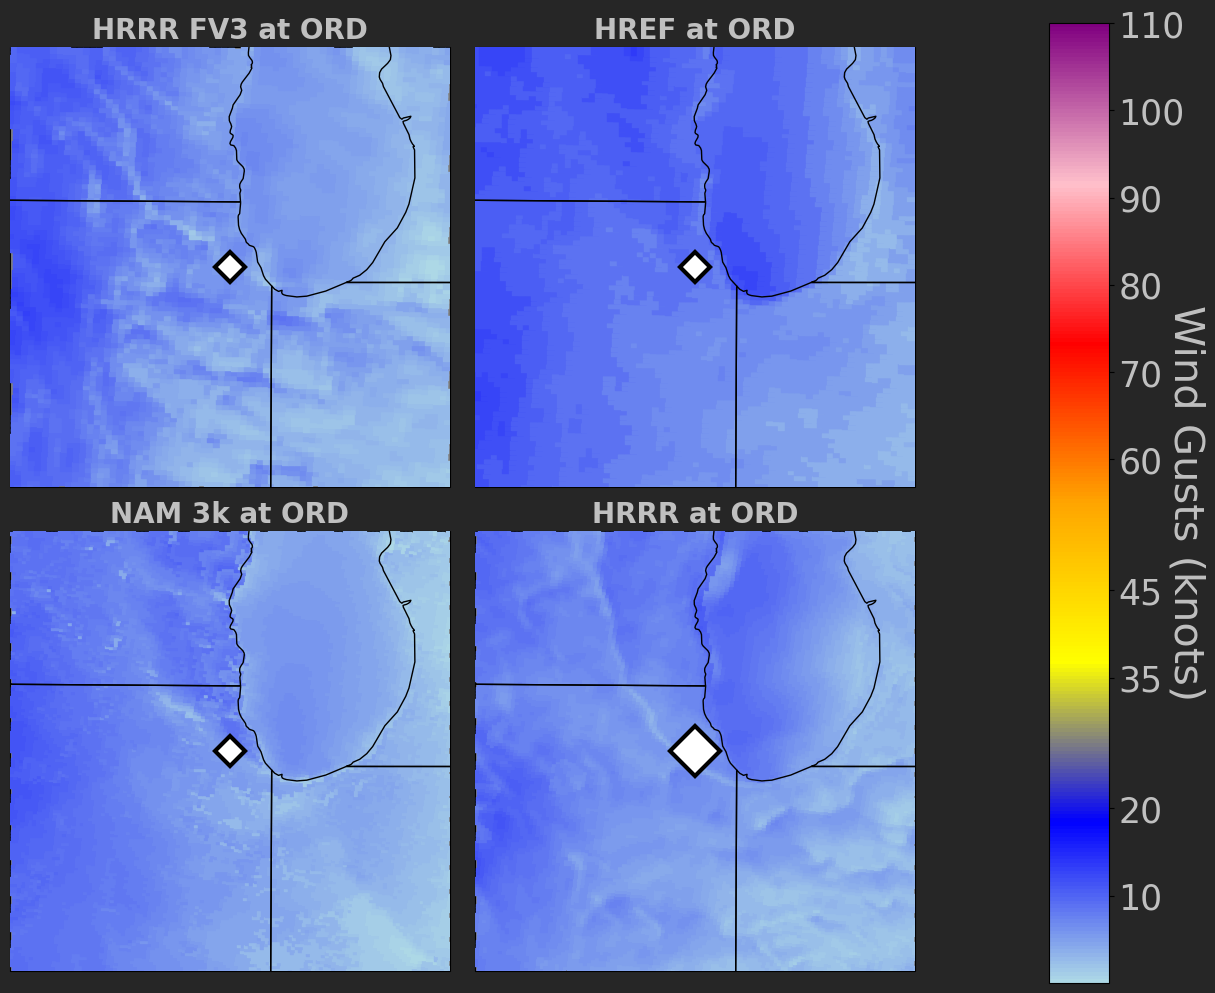 HRRR FV3 at ORD
HREF at ORD
NAM 3k at ORD
HRRR at ORD
110
100
90
80
70
60
45
35
20
10
Wind Gusts (knots)